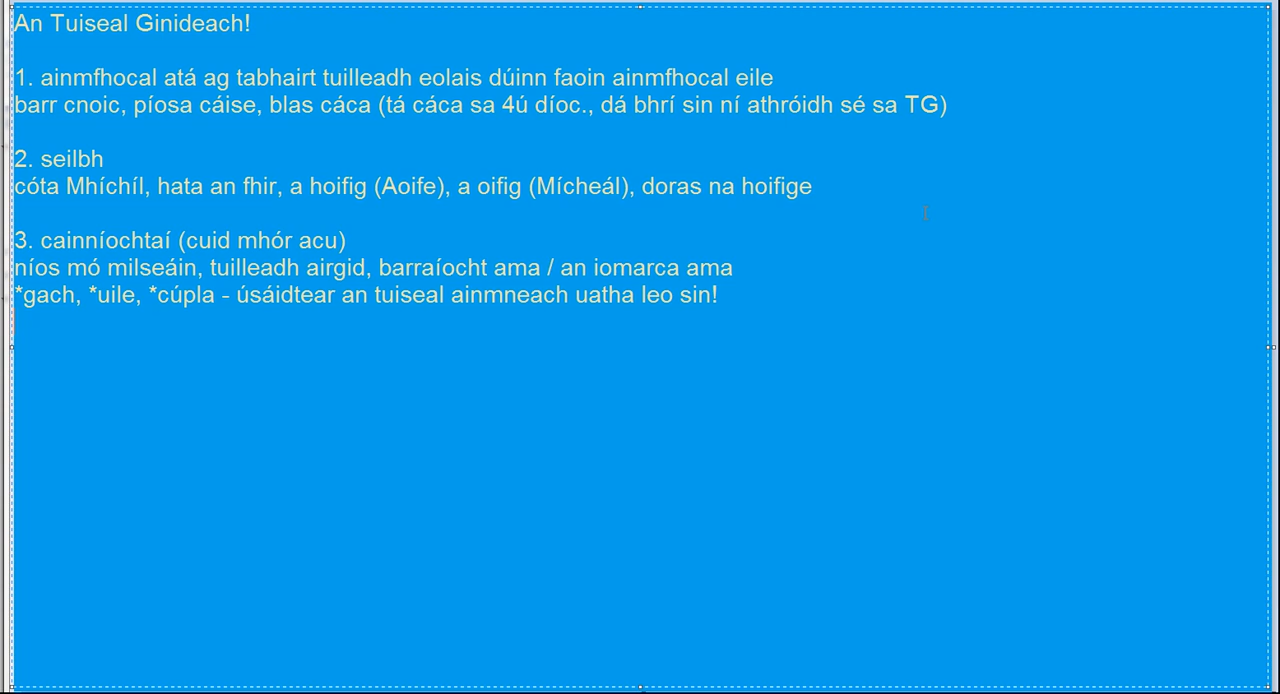 An Tuiseal Ginideach!
1. ainmfhocal atá ag tabhairt tuilleadh eolais dúinn faoin ainmfhocal eile
barr cnoic, píosa cáise, blas cáca (tá cáca sa 4ú díoc., dá bhrí sin ní athróidh sé sa TG)
2. seilbh
cóta Mhíchíl, hata an fhir, a hoifig (Aoife), a oifig (Mícheál), doras na hoifige
3. cainníochtaí (cuid mhór acu)
níos mó milseáin, tuilleadh airgid, barraíocht ama / an iomarca ama
*gach, *uile, *cúpla - úsáidtear an tuiseal ainmneach uatha leo sin!